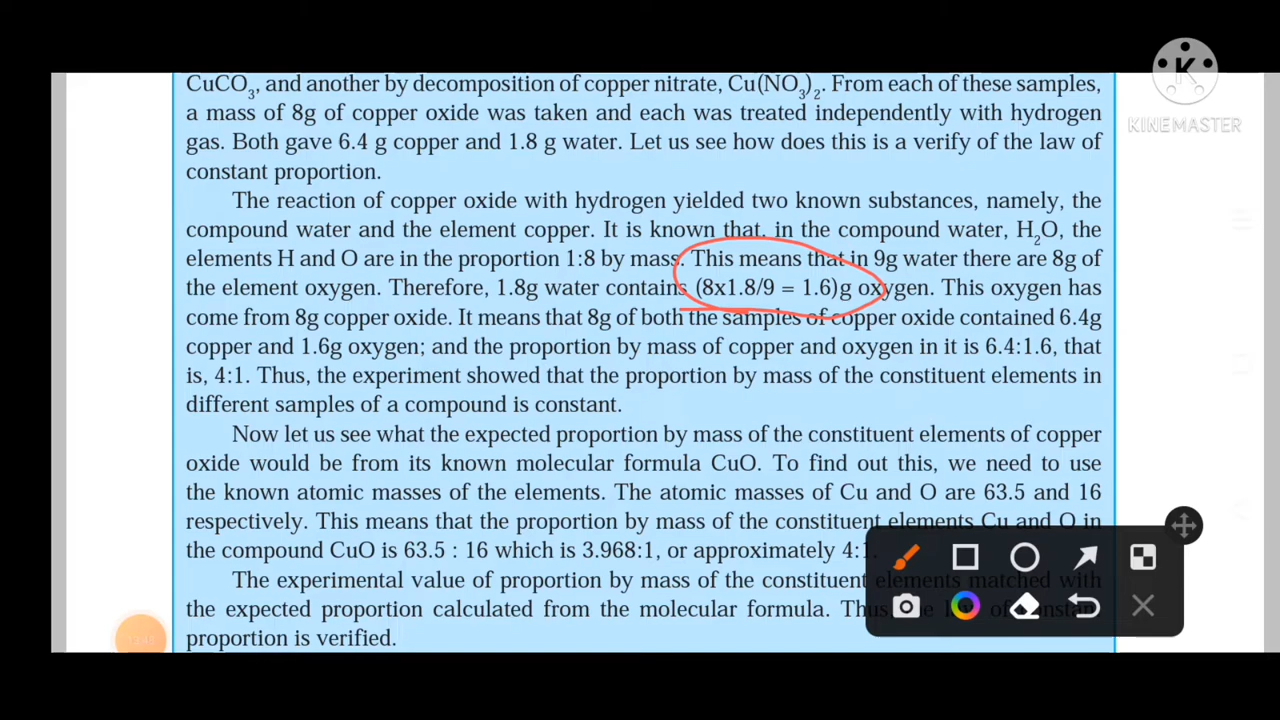 CuCO3, and another by decomposition of copper nitrate, Cu(NO3)2. From each of these samples,
a mass of 8g of copper oxide was taken and each was treated independently with hydrogen
gas. Both gave 6.4 g copper and 1.8 g water. Let us see how does this is a verify of the law of
constant proportion.
The reaction of copper oxide with hydrogen yielded two known substances, namely, the
compound water and the element copper. It is known that, in the compound water, H2O, the
elements H and O are in the proportion 1:8 by mass. This means that in 9g water there are 8g of
the element oxygen. Therefore, 1.8g water contains (8x1.8/9 = 1.6)g oxygen. This oxygen has
come from 8g copper oxide. It means that 8g of both the samples of copper oxide contained 6.4g
copper and 1.6g oxygen; and the proportion by mass of copper and oxygen in it is 6.4:1.6, that
is, 4:1. Thus, the experiment showed that the proportion by mass of the constituent elements in
different samples of a compound is constant.
Now let us see what the expected proportion by mass of the constituent elements of copper
oxide would be from its known molecular formula CuO. To find out this, we need to use
the known atomic masses of the elements. The atomic masses of Cu and O are 63.5 and 16
respectively. This means that the proportion by mass of the constituent elements Cu and O in
the compound CuO is 63.5 : 16 which is 3.968:1, or approximately 4:1.
The experimental value of proportion by mass of the constituent elements matched with
the expected proportion calculated from the molecular formula. Thus, the law of constant
proportion is verified.
K
KINEMASTER